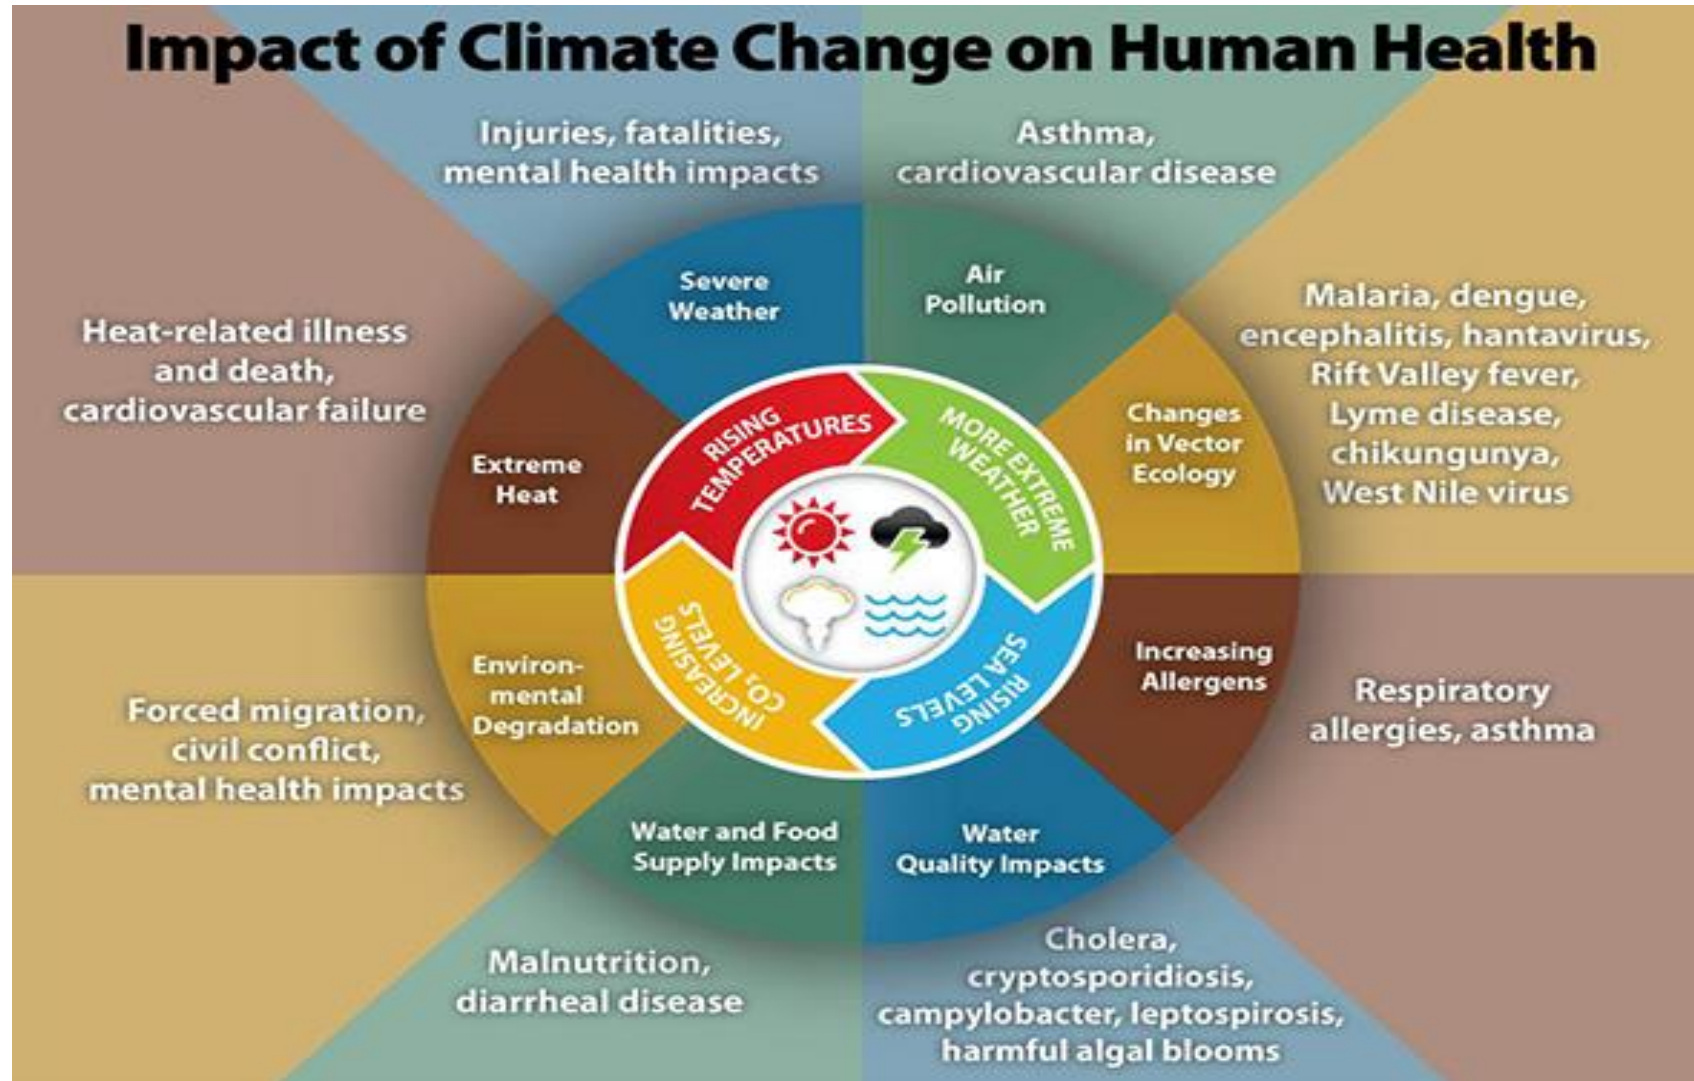 Impact of Climate Change on Human Health
Injuries, fatalities,
mental health impacts
Asthma,
cardiovascular disease
Severe
Weather
Air
Pollution
Malaria, dengue,
encephalitis, hantavirus,
Rift Valley fever,
Lyme disease,
chikungunya,
West Nile virus
Heat-related illness
and death,
cardiovascular failure
Extreme
Heat
Changes
in Vector
Ecology
RISING
TEMPERATURES
MORE EXTREME
WEATHER
RISING
SEA LEVELS
INCREASING
CO₂ LEVELS
Environ-
mental
Degradation
Increasing
Allergens
Forced migration,
civil conflict,
mental health impacts
Respiratory
allergies, asthma
Water and Food
Supply Impacts
Water
Quality Impacts
Malnutrition,
diarrheal disease
Cholera,
cryptosporidiosis,
campylobacter, leptospirosis,
harmful algal blooms